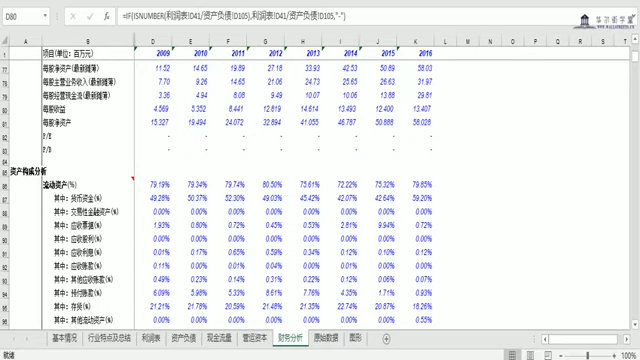 D80 =IF(ISNUMBER(利润表!D41/资产负债!D105),利润表!D41/资产负债!D105,"-")
华尔街学堂
WWW.WALLSTREETS.CN
A B D E F G H I J K
1 项目(单位：百万元) 2009 2010 2011 2012 2013 2014 2015 2016
77 每股净资产(最新摊薄) 11.52 14.65 19.89 27.18 33.93 42.53 50.89 58.03
78 每股主营业务收入(最新摊薄) 7.70 9.26 14.65 21.06 24.73 25.65 26.63 31.97
79 每股经营现金流(最新摊薄) 3.36 4.94 8.08 9.49 10.07 10.06 13.88 29.81
80 每股收益 4.569 5.352 8.441 12.819 14.614 13.493 12.400 13.407
81 每股净资产 15.327 19.494 24.072 32.894 41.055 46.787 50.888 58.028
82 P/E - - - - - - - -
83 P/B - - - - - - - -
84
85 资产构成分析
86 流动资产(%) 79.19% 79.34% 79.74% 80.50% 75.61% 72.22% 75.32% 79.85%
87 其中：货币资金(%) 49.28% 50.37% 52.30% 49.03% 45.42% 42.07% 42.64% 59.20%
88 其中：交易性金融资产(%) 0.00% 0.00% 0.00% 0.00% 0.00% 0.00% 0.00% 0.00%
89 其中：应收票据(%) 1.93% 0.80% 0.72% 0.45% 0.53% 2.81% 9.94% 0.72%
90 其中：应收股利(%) 0.00% 0.00% 0.00% 0.00% 0.00% 0.00% 0.00% 0.00%
91 其中：应收利息(%) 0.01% 0.17% 0.65% 0.59% 0.34% 0.12% 0.10% 0.12%
92 其中：应收账款(%) 0.11% 0.00% 0.01% 0.04% 0.00% 0.01% 0.00% 0.00%
93 其中：其他应收账(%) 0.49% 0.23% 0.14% 0.31% 0.22% 0.12% 0.06% 0.07%
94 其中：预付账款(%) 6.09% 5.98% 5.33% 8.61% 7.76% 4.35% 1.71% 0.93%
95 其中：存货(%) 21.21% 21.78% 20.59% 21.48% 21.35% 22.74% 20.87% 18.26%
96 其中：其他流动资产(%) 0.00% 0.00% 0.00% 0.00% 0.00% 0.00% 0.00% 0.55%
基本情况 行业特点及总结 利润表 资产负债 现金流量 营运资本 财务分析 原始数据 图形
就绪 100%